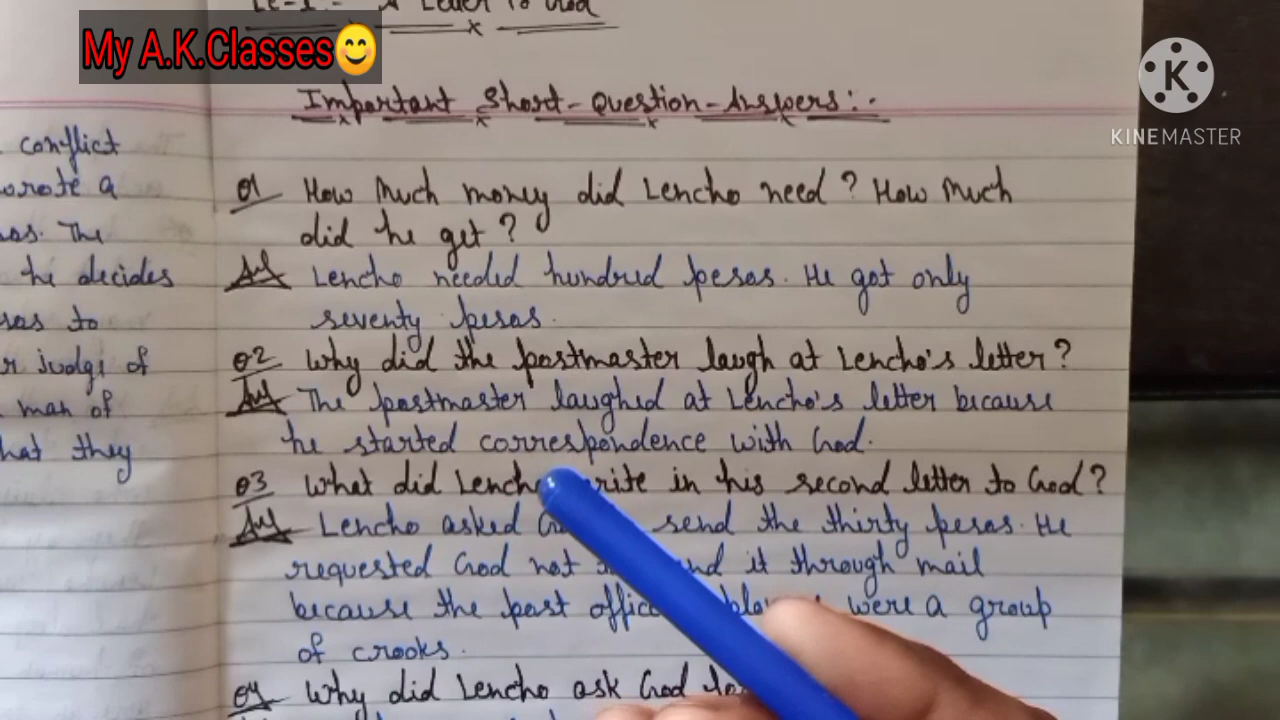 Le-1 :- A Letter To God
My A.K.Classes😊
K
KINEMASTER
Important Short-Question-Answers:-
conflict
wrote a
The
he decides
to
judge of
man of
that they
Q1 How Much money did Lencho need? How Much
did he get?
Ans Lencho needed hundred pesos. He got only
seventy pesos.
Q2 Why did the postmaster laugh at Lencho's letter?
Ans The postmaster laughed at Lencho's letter because
he started correspondence with God.
Q3 What did Lencho write in his second letter to God?
Ans Lencho asked send the thirty pesos. He
requested God not it through mail
because the post office were a group
of crooks.
Q4 Why did Lencho ask God